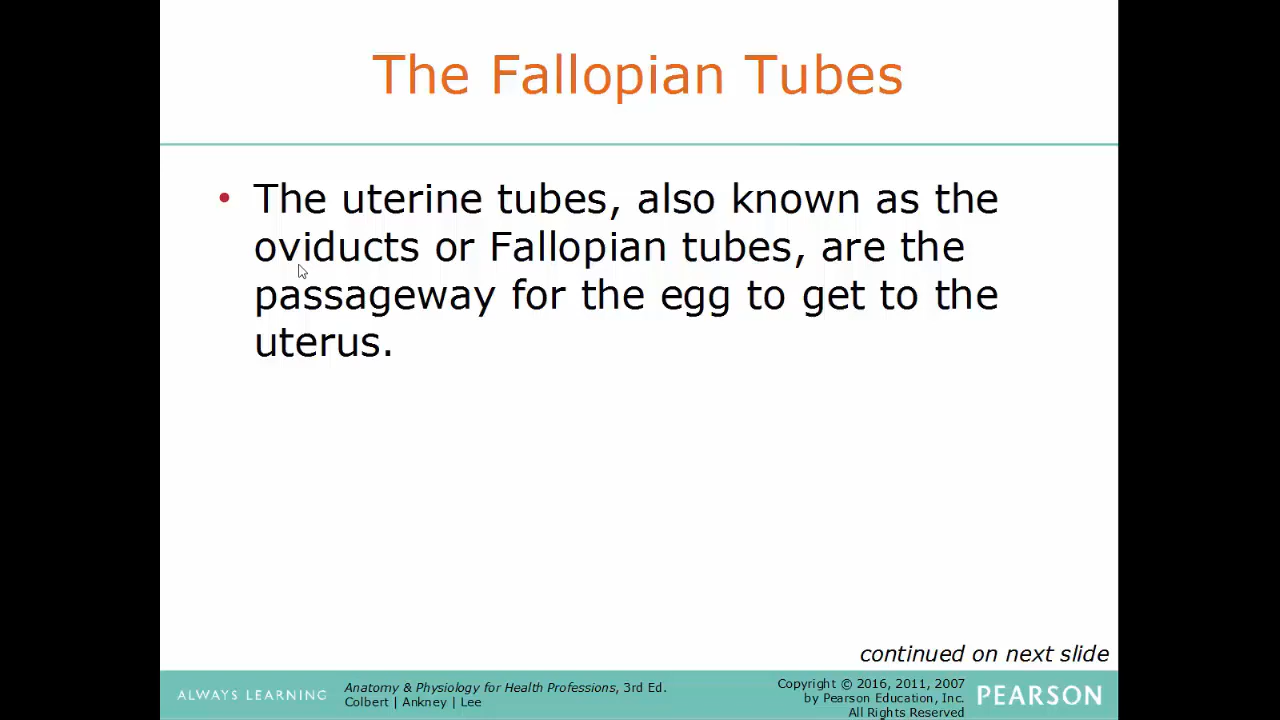 The Fallopian Tubes
• The uterine tubes, also known as the
oviducts or Fallopian tubes, are the
passageway for the egg to get to the
uterus.
continued on next slide
ALWAYS LEARNING
Anatomy & Physiology for Health Professions, 3rd Ed.
Colbert | Ankney | Lee
Copyright © 2016, 2011, 2007
by Pearson Education, Inc.
All Rights Reserved
PEARSON